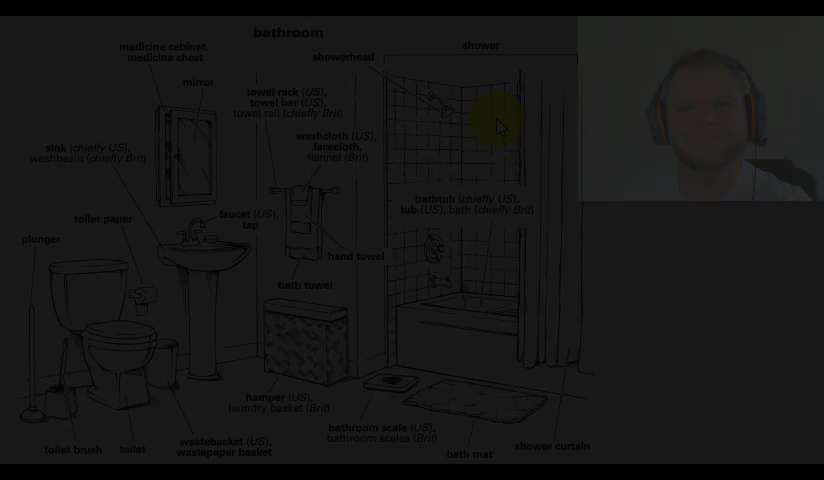 bathroom
medicine cabinet,
medicine chest
mirror
showerhead
shower
towel rack (US),
towel bar (US),
towel rail (chiefly Brit)
washcloth (US),
facecloth,
flannel (Brit)
sink (chiefly US),
washbasin (chiefly Brit)
bathtub (chiefly US),
tub (US), bath (chiefly Brit)
toilet paper
faucet (US),
tap
plunger
hand towel
bath towel
hamper (US),
laundry basket (Brit)
bathroom scale (US),
bathroom scales (Brit)
toilet brush
toilet
wastebasket (US),
wastepaper basket
bath mat
shower curtain